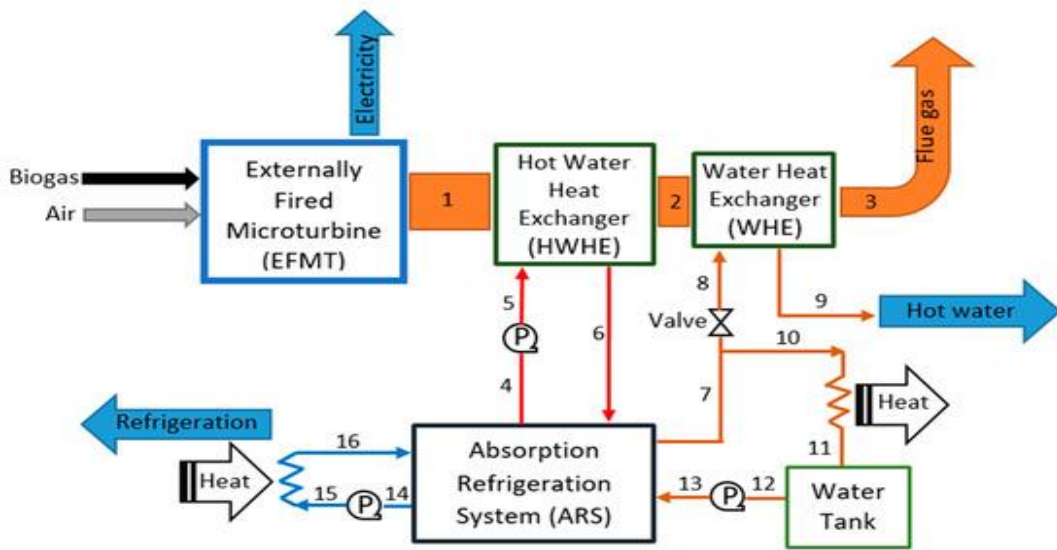 Electricity
Flue gas
Biogas
Air
Externally
Fired
Microturbine
(EFMT)
1
Hot Water
Heat
Exchanger
(HWHE)
2
Water Heat
Exchanger
(WHE)
3
5
6
8
9
Hot water
Valve
P
10
4
7
Heat
Refrigeration
16
Heat
15
P
14
Absorption
Refrigeration
System (ARS)
13
P
12
11
Water
Tank